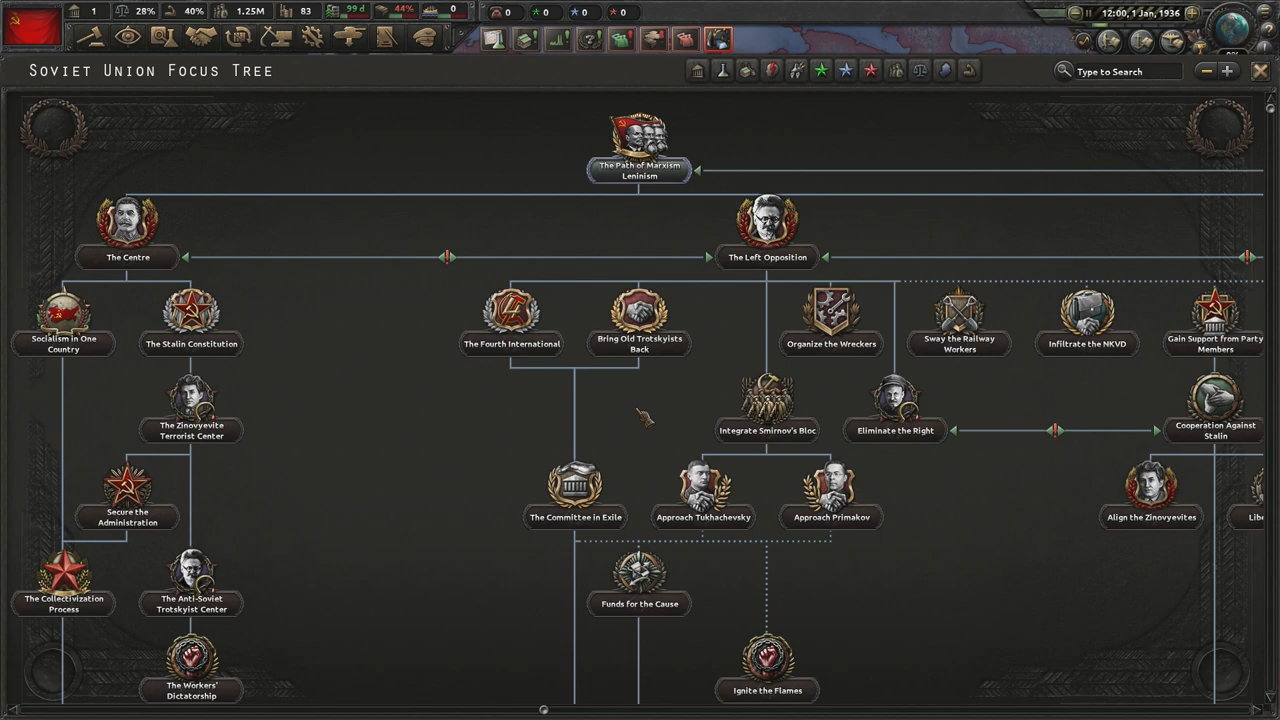 1
28%
40%
1.25M
83
99 d
44%
0
0
0
0
0
12:00, 1 Jan, 1936
Soviet Union Focus Tree
Type to Search
The Path of Marxism
Leninism
The Centre
The Left Opposition
Socialism in One
Country
The Stalin Constitution
The Fourth International
Bring Old Trotskyists
Back
Organize the Wreckers
Sway the Railway
Workers
Infiltrate the NKVD
Gain Support from Party
Members
The Zinovyevite
Terrorist Center
Integrate Smirnov's Bloc
Eliminate the Right
Cooperation Against
Stalin
Secure the
Administration
The Committee in Exile
Approach Tukhachevsky
Approach Primakov
Align the Zinovyevites
The Collectivization
Process
The Anti-Soviet
Trotskyist Center
Funds for the Cause
The Workers'
Dictatorship
Ignite the Flames